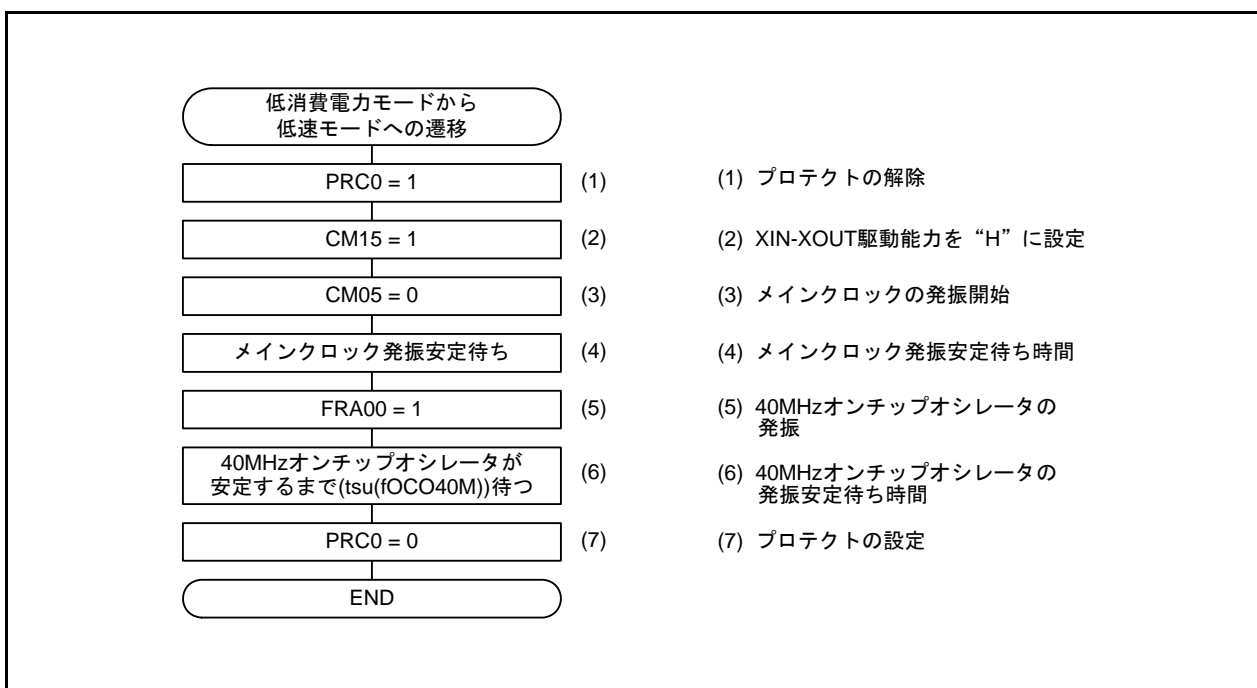 低消費電力モードから
低速モードへの遷移
PRC0 = 1
(1)
(1) プロテクトの解除
CM15 = 1
(2)
(2) XIN-XOUT駆動能力を“H”に設定
CM05 = 0
(3)
(3) メインクロックの発振開始
メインクロック発振安定待ち
(4)
(4) メインクロック発振安定待ち時間
FRA00 = 1
(5)
(5) 40MHzオンチップオシレータの
発振
40MHzオンチップオシレータが
安定するまで(tsu(fOCO40M))待つ
(6)
(6) 40MHzオンチップオシレータの
発振安定待ち時間
PRC0 = 0
(7)
(7) プロテクトの設定
END